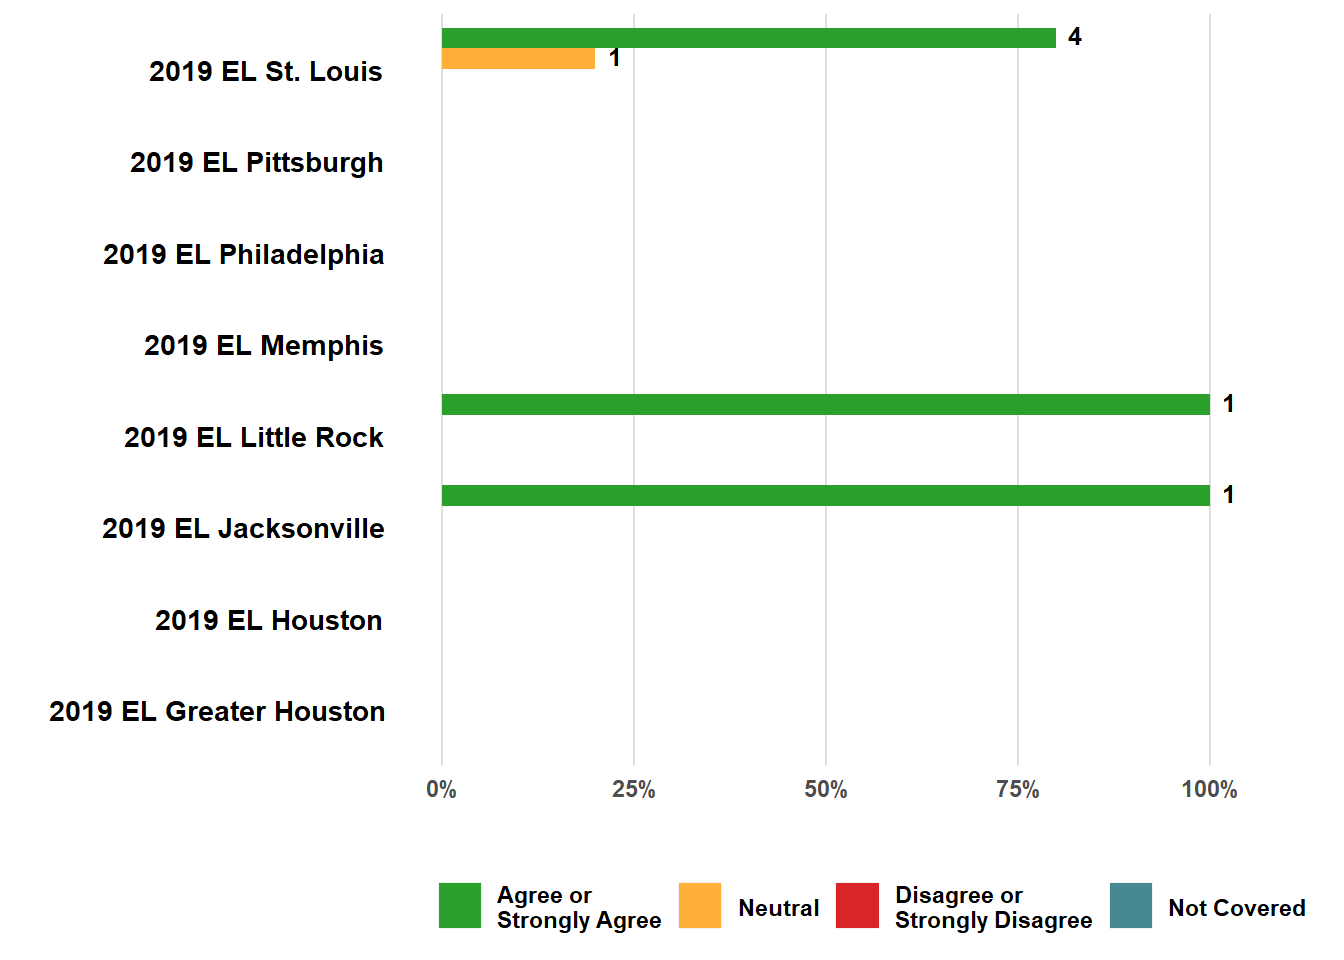 4
1
2019 EL St. Louis
2019 EL Pittsburgh
2019 EL Philadelphia
2019 EL Memphis
1
2019 EL Little Rock
1
2019 EL Jacksonville
2019 EL Houston
2019 EL Greater Houston
0% 25% 50% 75% 100%
Agree or
Strongly Agree
Neutral
Disagree or
Strongly Disagree
Not Covered